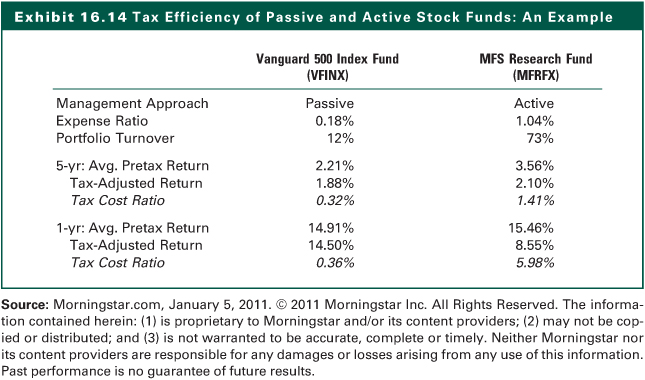 Exhibit 16.14 Tax Efficiency of Passive and Active Stock Funds: An Example
Vanguard 500 Index Fund MFS Research Fund
(VFINX) (MFRFX)
Management Approach Passive Active
Expense Ratio 0.18% 1.04%
Portfolio Turnover 12% 73%
5-yr: Avg. Pretax Return 2.21% 3.56%
Tax-Adjusted Return 1.88% 2.10%
Tax Cost Ratio 0.32% 1.41%
1-yr: Avg. Pretax Return 14.91% 15.46%
Tax-Adjusted Return 14.50% 8.55%
Tax Cost Ratio 0.36% 5.98%
Source: Morningstar.com, January 5, 2011. © 2011 Morningstar Inc. All Rights Reserved. The informa-
tion contained herein: (1) is proprietary to Morningstar and/or its content providers; (2) may not be cop-
ied or distributed; and (3) is not warranted to be accurate, complete or timely. Neither Morningstar nor
its content providers are responsible for any damages or losses arising from any use of this information.
Past performance is no guarantee of future results.